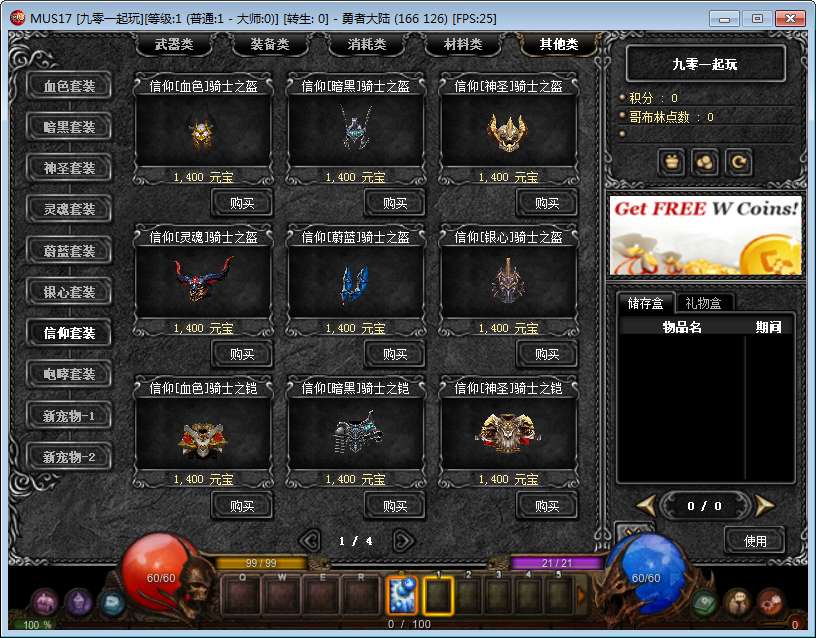 MUS17 [九零一起玩][等级:1 (普通:1 - 大师:0)] [转生: 0] - 勇者大陆 (166 126) [FPS:25]
武器类 装备类 消耗类 材料类 其他类
血色套装
暗黑套装
神圣套装
灵魂套装
蔚蓝套装
银心套装
信仰套装
咆哮套装
新宠物-1
新宠物-2
信仰[血色]骑士之盔 信仰[暗黑]骑士之盔 信仰[神圣]骑士之盔
1,400 元宝 1,400 元宝 1,400 元宝
购买 购买 购买
信仰[灵魂]骑士之盔 信仰[蔚蓝]骑士之盔 信仰[银心]骑士之盔
1,400 元宝 1,400 元宝 1,400 元宝
购买 购买 购买
信仰[血色]骑士之铠 信仰[暗黑]骑士之铠 信仰[神圣]骑士之铠
1,400 元宝 1,400 元宝 1,400 元宝
购买 购买 购买
1 / 4
九零一起玩
积分 : 0
哥布林点数 : 0
Get FREE W Coins!
储存盒 礼物盒
物品名 期间
0 / 0
使用
99/99 21/21
60/60 Q W E R 1 2 3 4 5 60/60
100 % 0 / 100 0